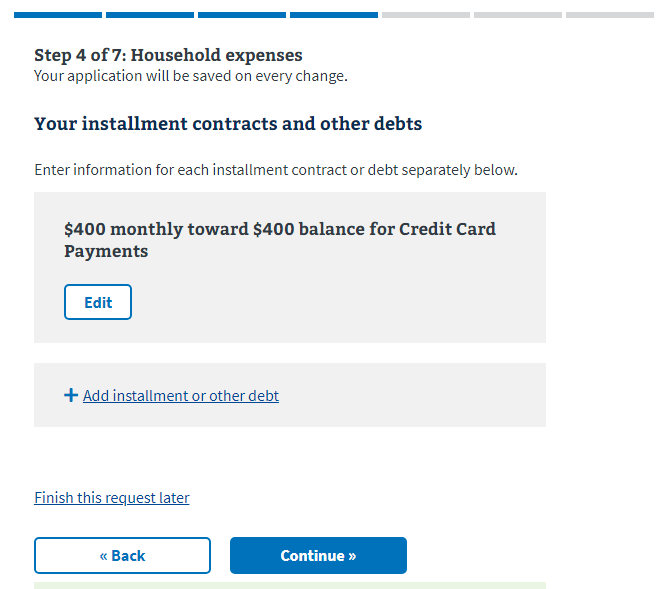 Step 4 of 7: Household expenses
Your application will be saved on every change.
Your installment contracts and other debts
Enter information for each installment contract or debt separately below.
$400 monthly toward $400 balance for Credit Card
Payments
Edit
+ Add installment or other debt
Finish this request later
« Back
Continue »